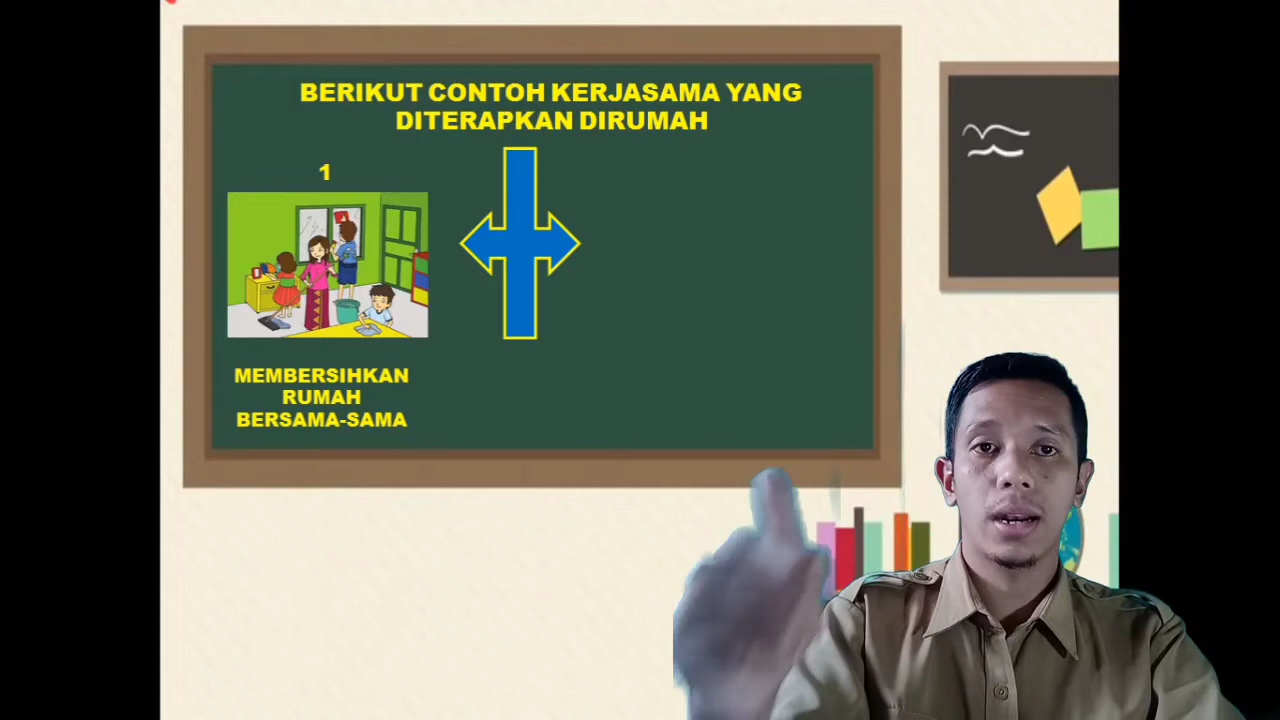 BERIKUT CONTOH KERJASAMA YANG
DITERAPKAN DIRUMAH
1
MEMBERSIHKAN
RUMAH
BERSAMA-SAMA